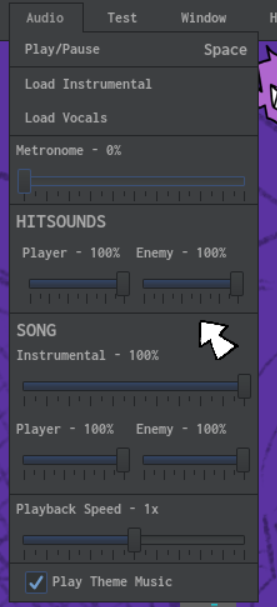 Audio Test Window H
Play/Pause Space
Load Instrumental
Load Vocals
Metronome - 0%
HITSOUNDS
Player - 100% Enemy - 100%
SONG
Instrumental - 100%
Player - 100% Enemy - 100%
Playback Speed - 1x
Play Theme Music